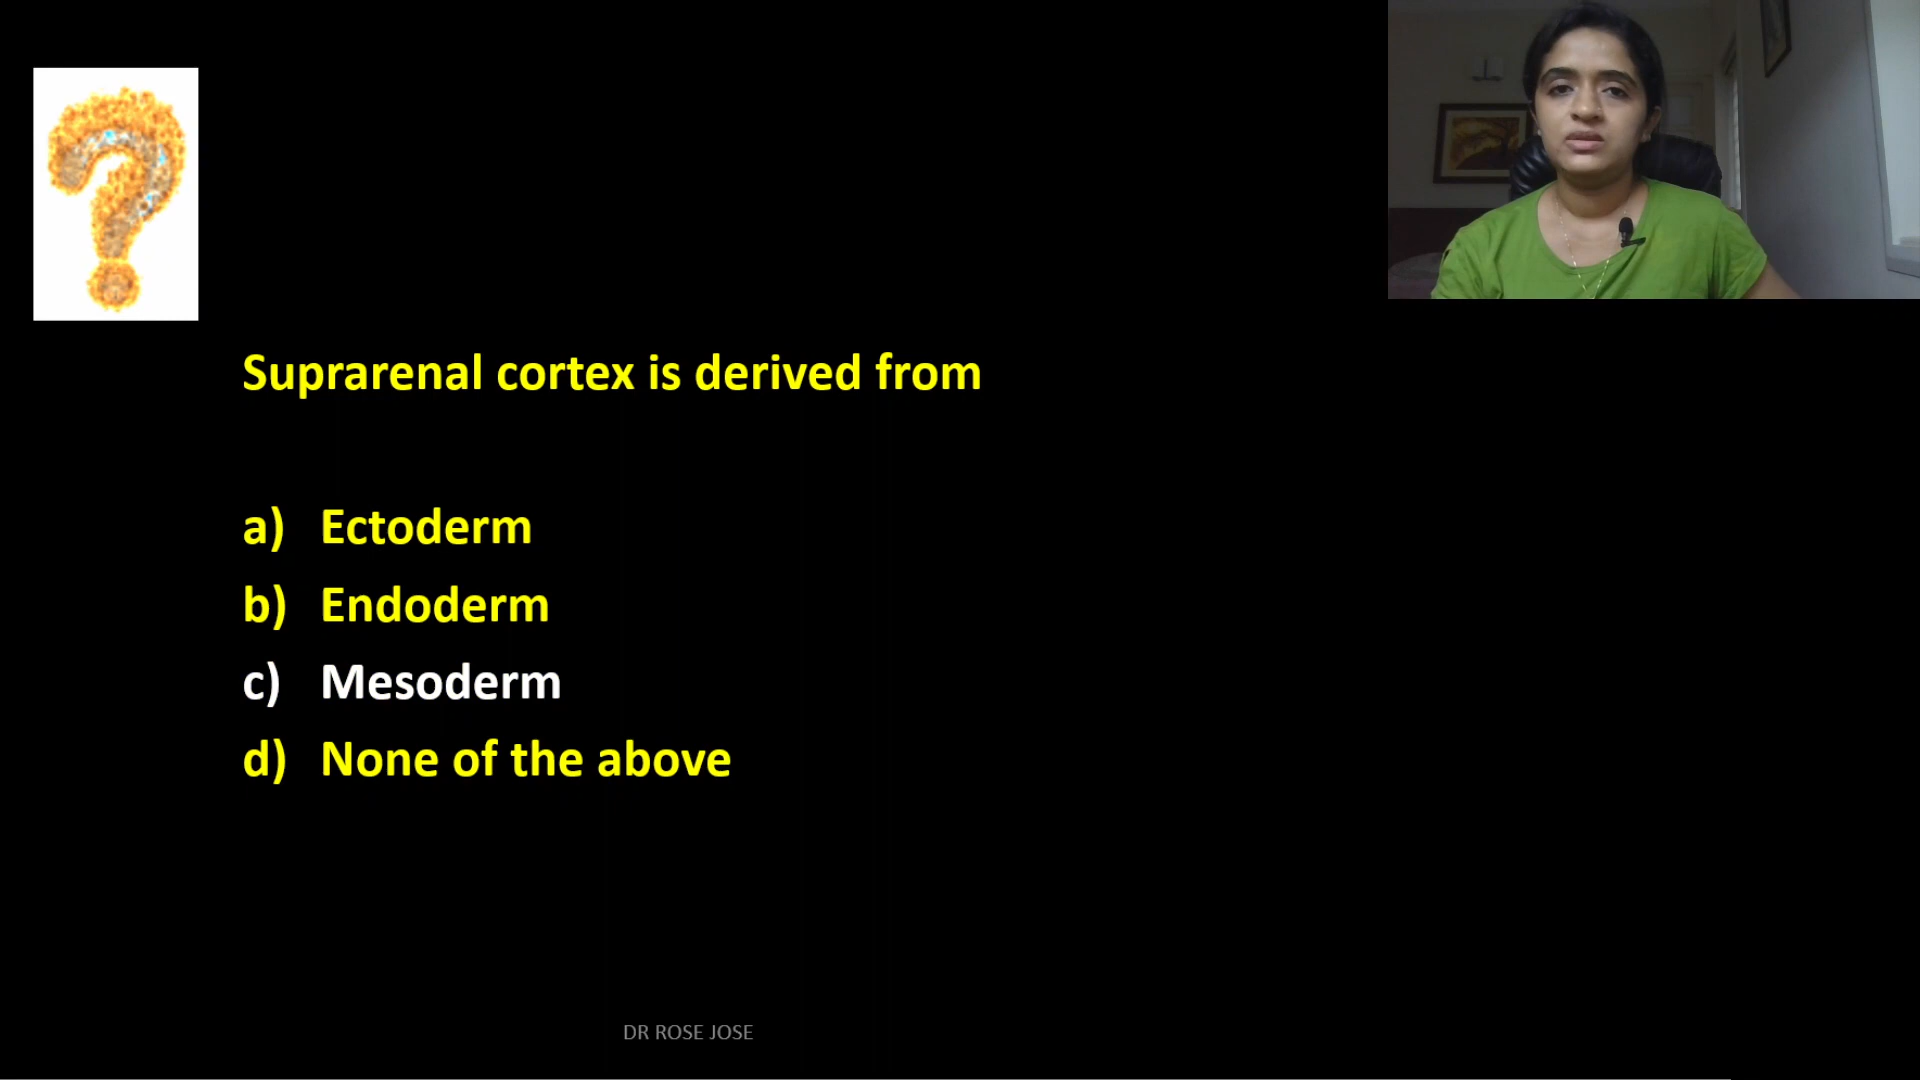 Suprarenal cortex is derived from
a) Ectoderm
b) Endoderm
c) Mesoderm
d) None of the above
DR ROSE JOSE